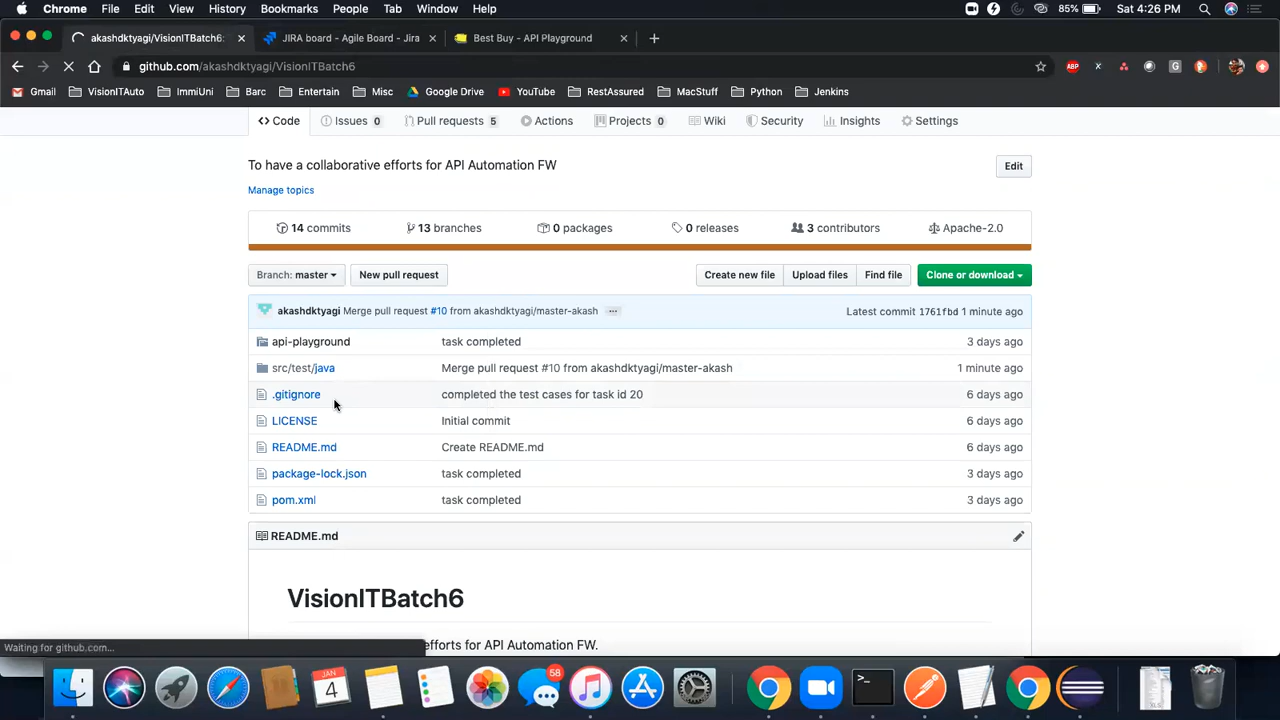 Chrome File Edit View History Bookmarks People Tab Window Help 85% Sat 4:26 PM
akashdktyagi/VisionITBatch6: JIRA board - Agile Board - Jira Best Buy - API Playground
github.com/akashdktyagi/VisionITBatch6
Gmail VisionITAuto ImmiUni Barc Entertain Misc Google Drive YouTube RestAssured MacStuff Python Jenkins
Code Issues 0 Pull requests 5 Actions Projects 0 Wiki Security Insights Settings
To have a collaborative efforts for API Automation FW Edit
Manage topics
14 commits 13 branches 0 packages 0 releases 3 contributors Apache-2.0
Branch: master New pull request Create new file Upload files Find file Clone or download
akashdktyagi Merge pull request #10 from akashdktyagi/master-akash ... Latest commit 1761fbd 1 minute ago
api-playground task completed 3 days ago
src/test/java Merge pull request #10 from akashdktyagi/master-akash 1 minute ago
.gitignore completed the test cases for task id 20 6 days ago
LICENSE Initial commit 6 days ago
README.md Create README.md 6 days ago
package-lock.json task completed 3 days ago
pom.xml task completed 3 days ago
README.md
VisionITBatch6
efforts for API Automation FW.
Waiting for github.com...
JAN 4 58